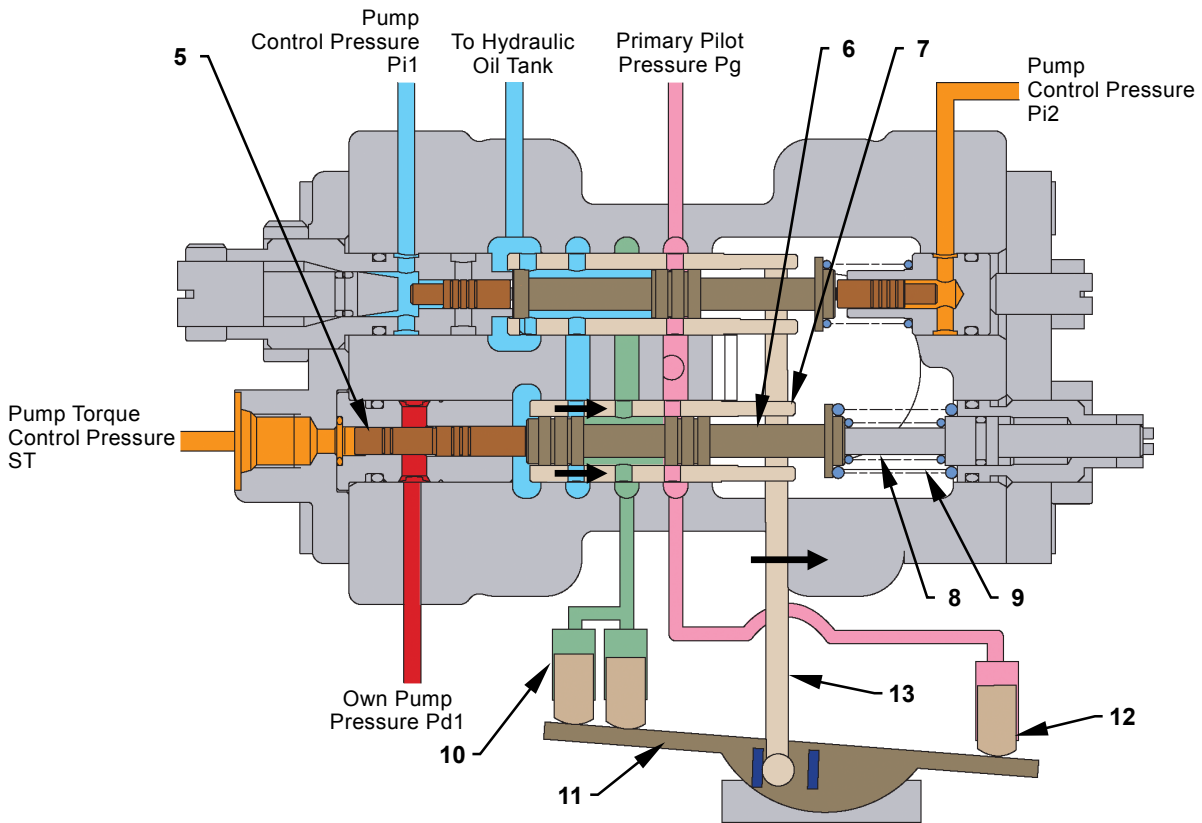 Pump
Control Pressure
Pi1
To Hydraulic
Oil Tank
Primary Pilot
Pressure Pg
Pump
Control Pressure
Pi2
5
6
7
Pump Torque
Control Pressure
ST
8
9
Own Pump
Pressure Pd1
10
11
13
12